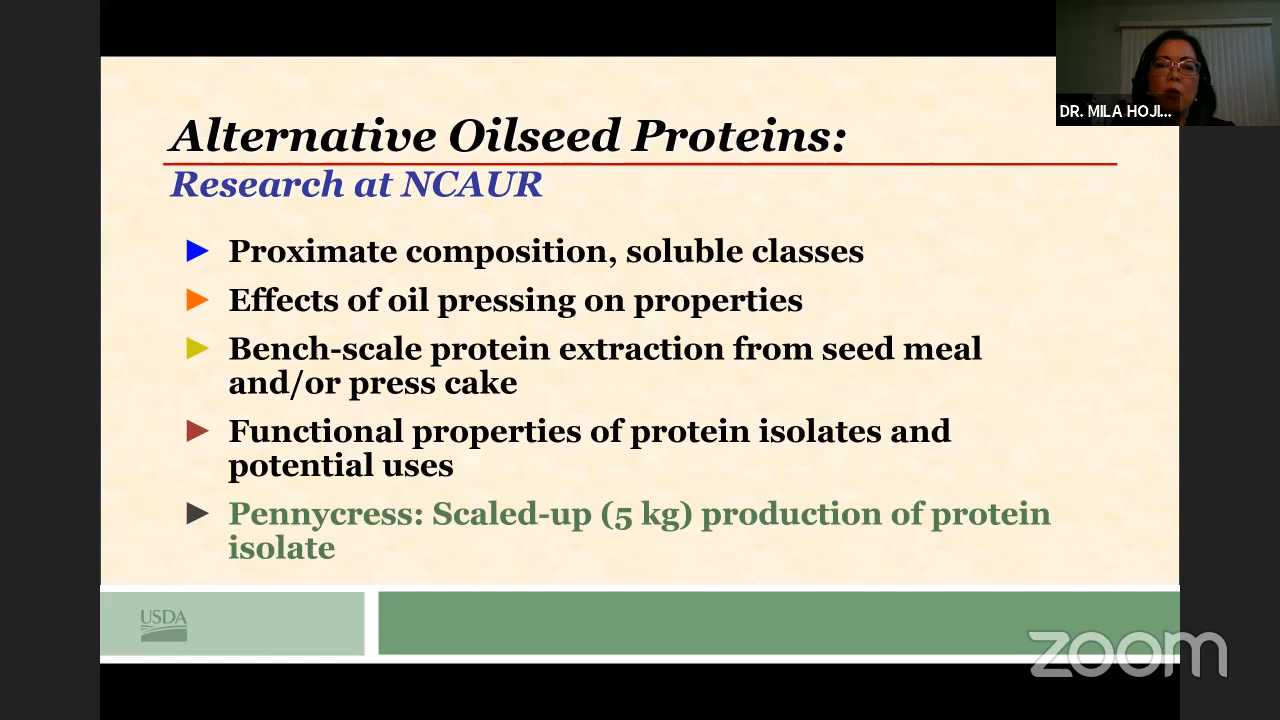 DR. MILA HOJI...
Alternative Oilseed Proteins:
Research at NCAUR
Proximate composition, soluble classes
Effects of oil pressing on properties
Bench-scale protein extraction from seed meal
and/or press cake
Functional properties of protein isolates and
potential uses
Pennycress: Scaled-up (5 kg) production of protein
isolate
USDA
zoom